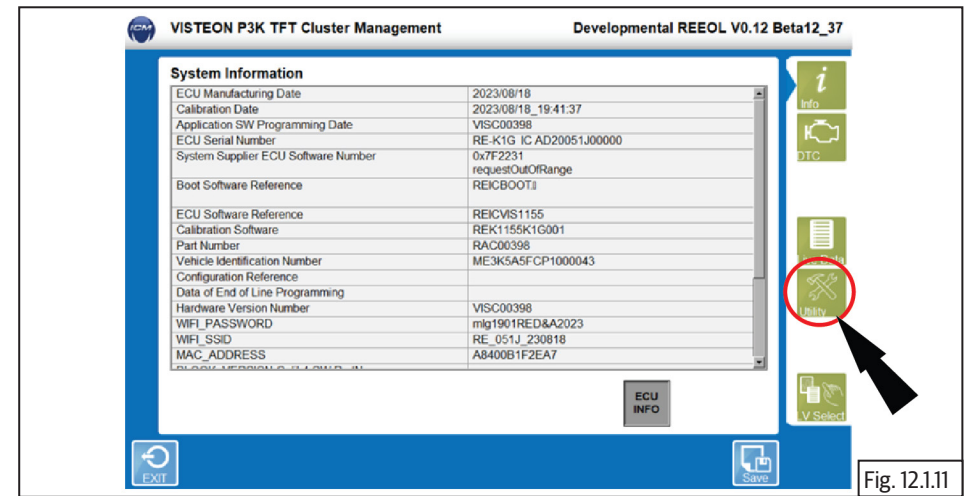 ICM VISTEON P3K TFT Cluster Management Developmental REEOL V0.12 Beta12_37
System Information
ECU Manufacturing Date 2023/08/18
Calibration Date 2023/08/18_19:41:37
Application SW Programming Date VISC00398
ECU Serial Number RE-K1G IC AD20051J00000
System Supplier ECU Software Number 0x7F2231
requestOutOfRange
Boot Software Reference REICBOOT.
ECU Software Reference REICVIS1155
Calibration Software REK1155K1G001
Part Number RAC00398
Vehicle Identification Number ME3K5A5FCP1000043
Configuration Reference
Data of End of Line Programming
Hardware Version Number VISC00398
WIFI_PASSWORD mlg1901RED&A2023
WIFI_SSID RE_051J_230818
MAC_ADDRESS A8400B1F2EA7
i
Info
DTC
Utility
LV Select
ECU
INFO
EXIT
Save
Fig. 12.1.11